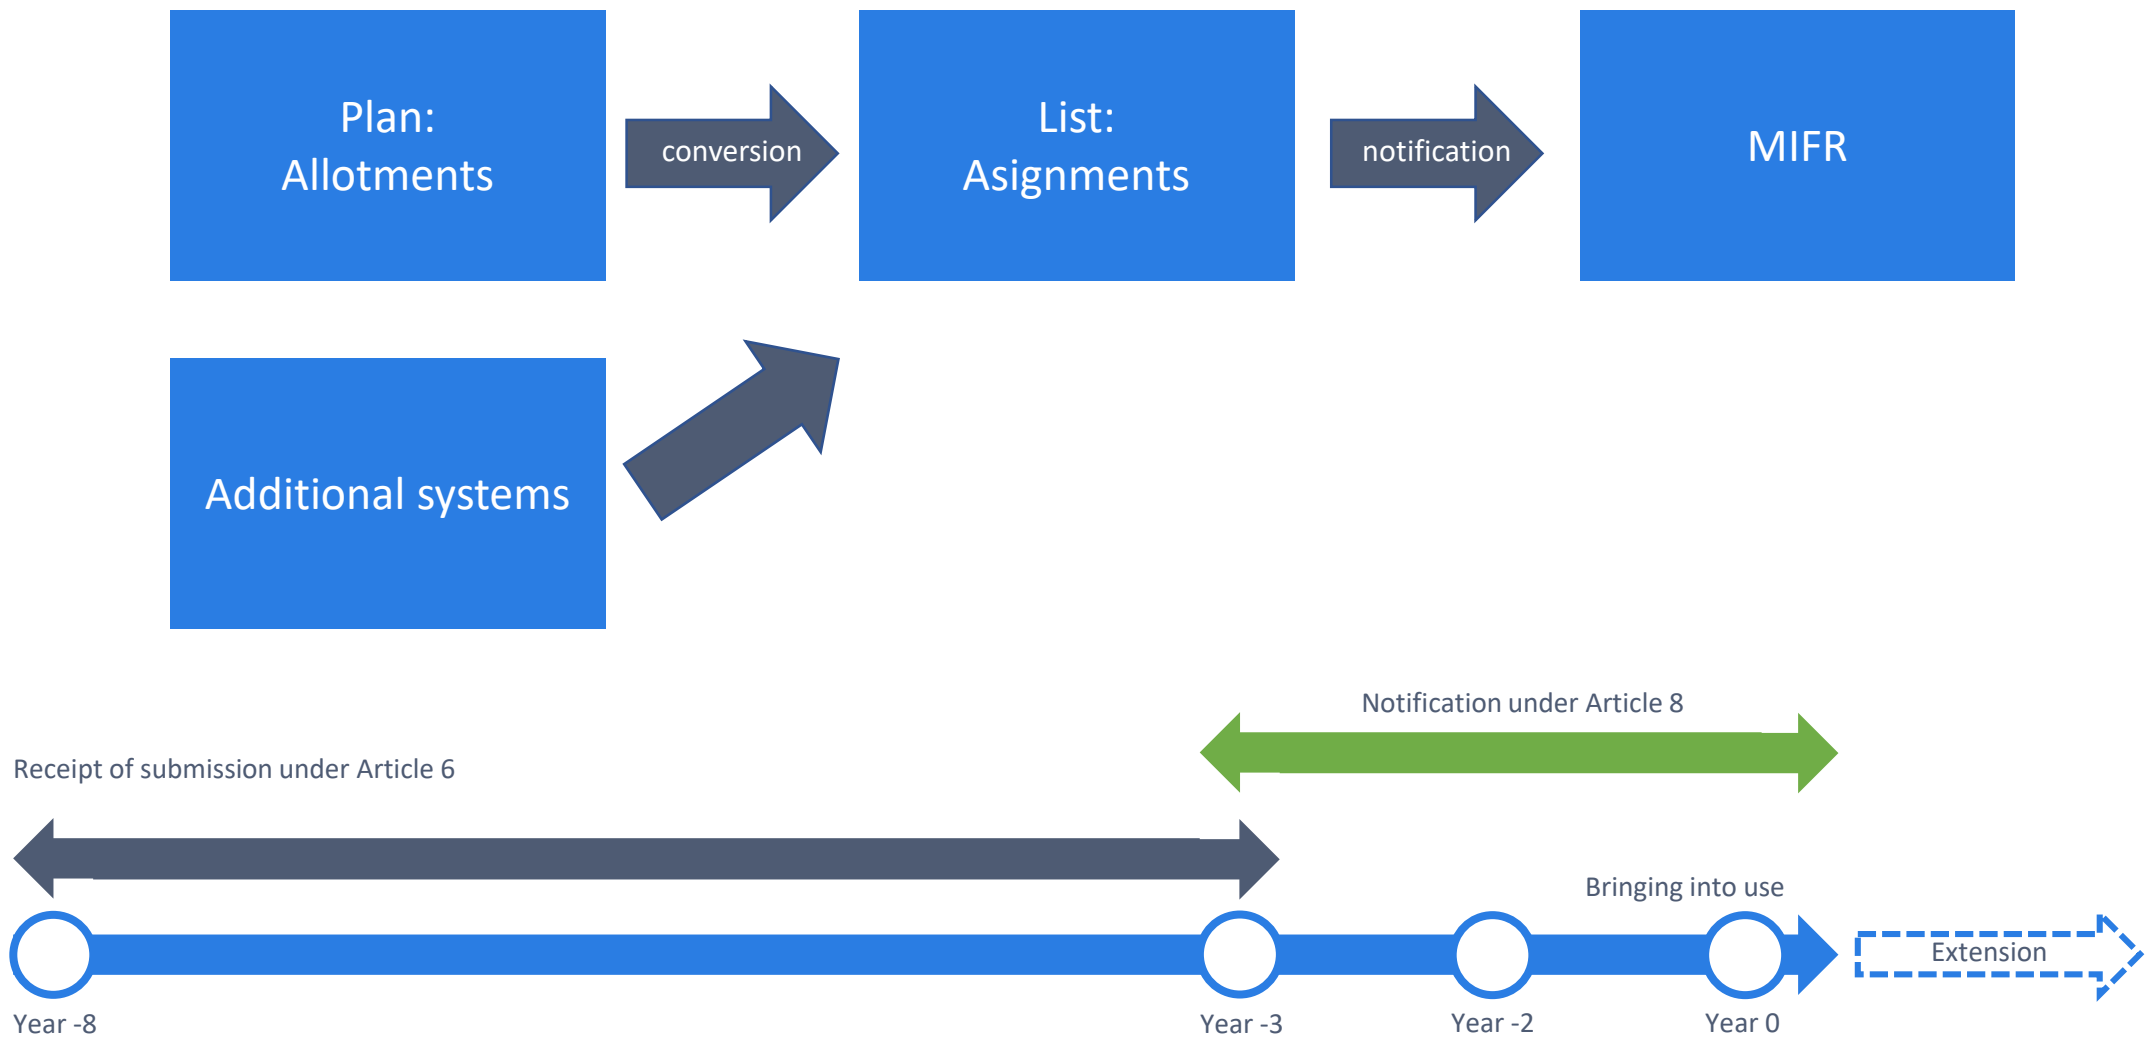 Plan:
Allotments
conversion
List:
Asignments
notification
MIFR
Additional systems
Notification under Article 8
Receipt of submission under Article 6
Bringing into use
Extension
Year -8
Year -3
Year -2
Year 0